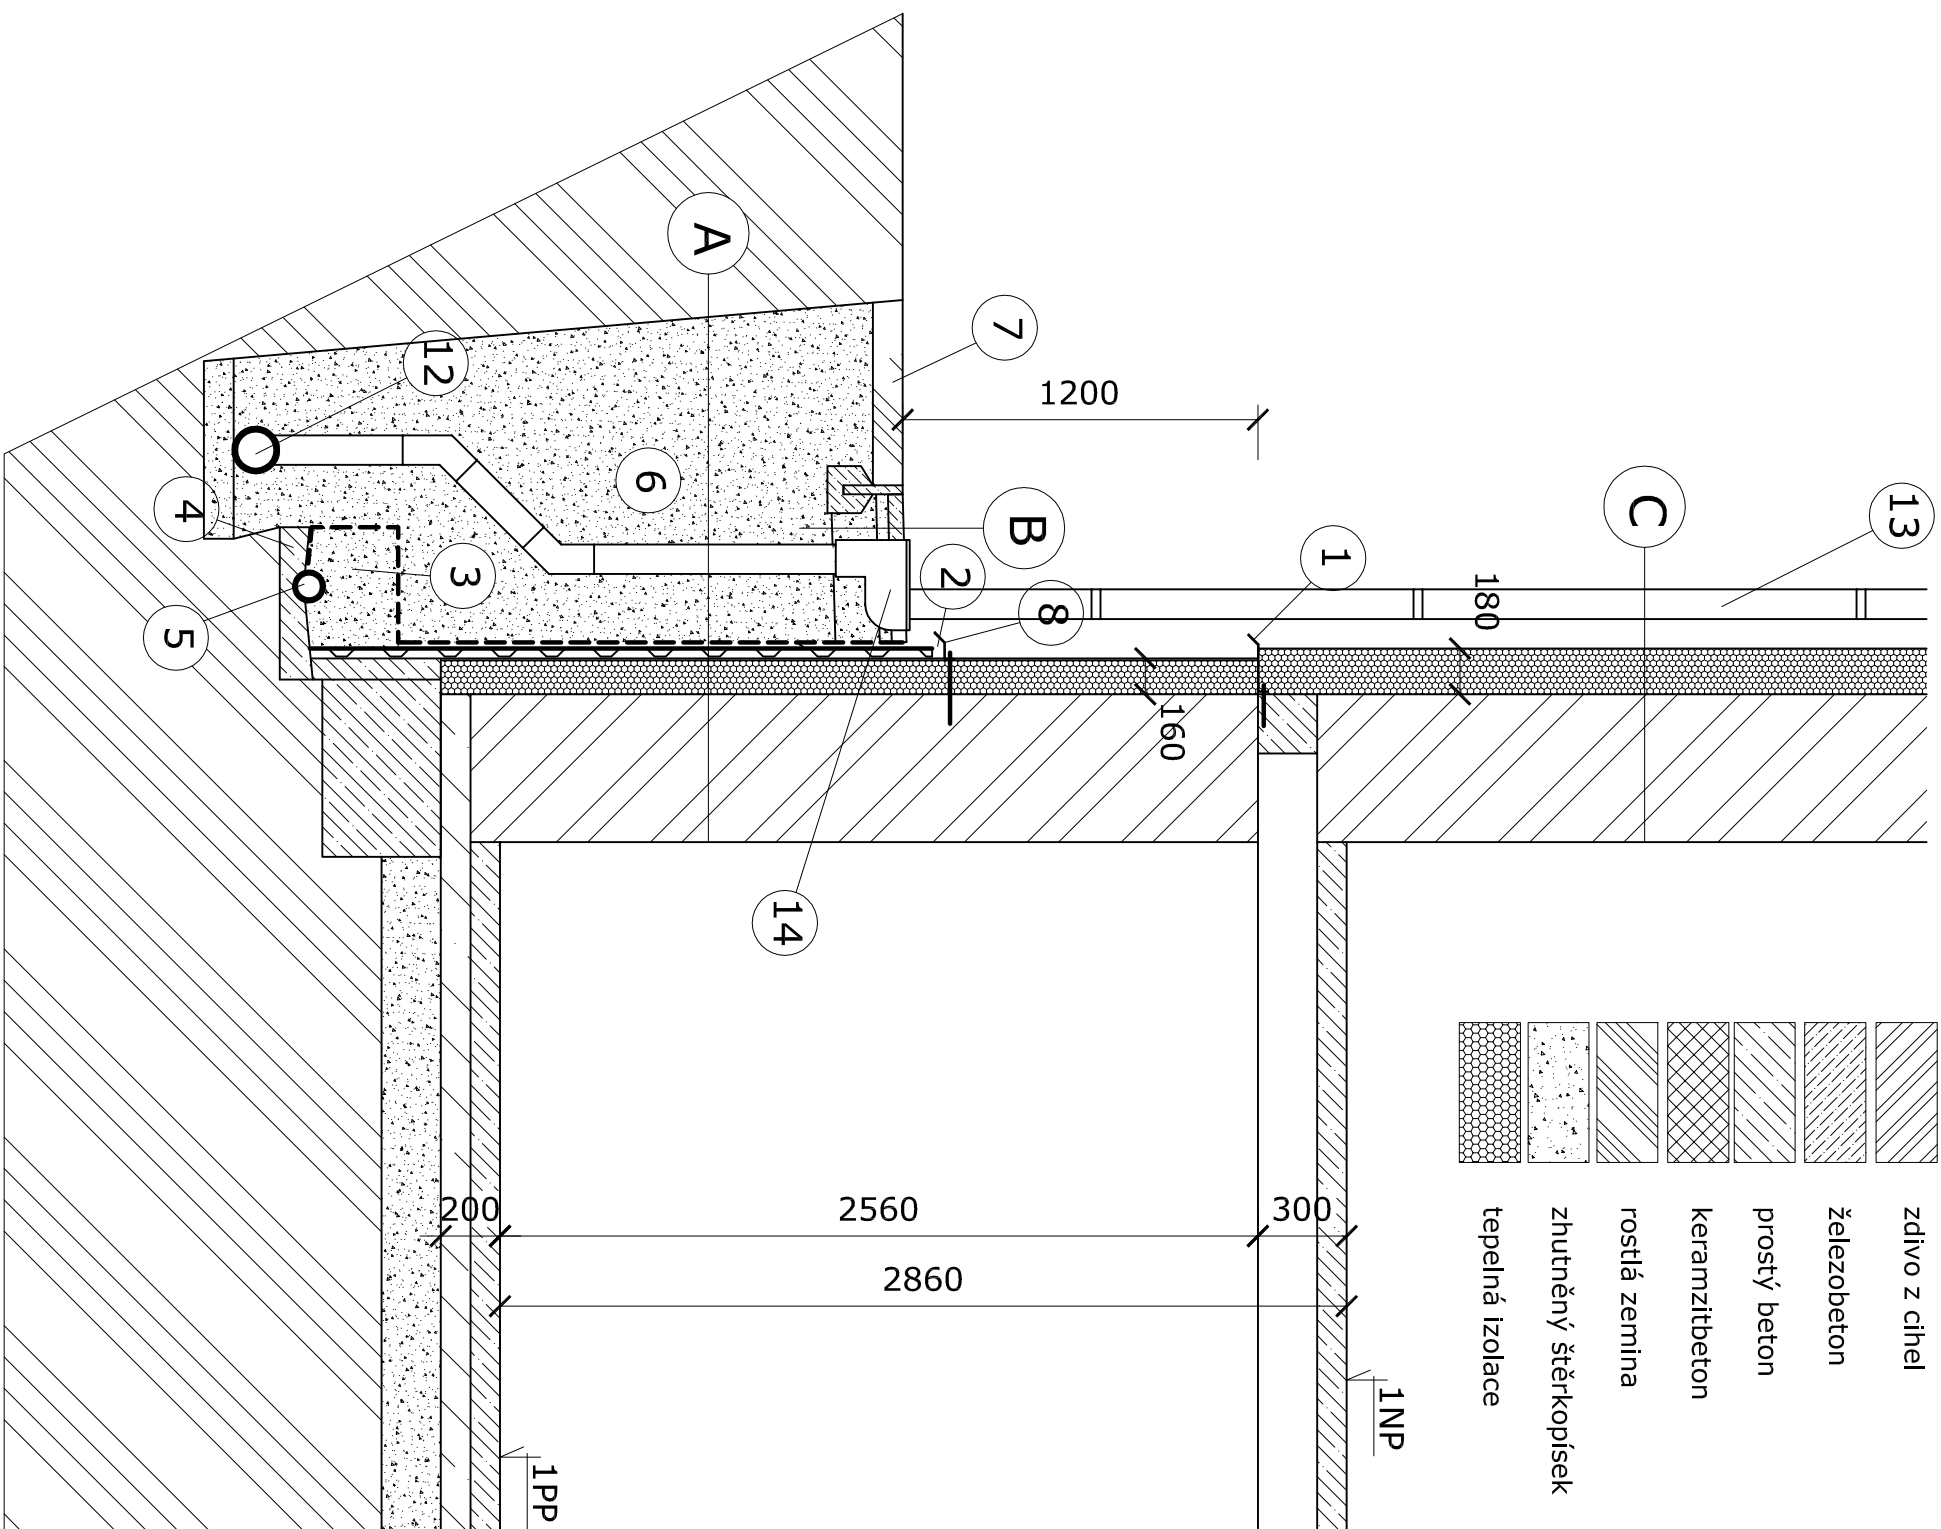 A
7
12
1200
6
4
B
3
5
2
8
1
C
13
180
160
14
200
2560
300
2860
1NP
1PP
zdivo z cihel
železobeton
prostý beton
keramzitbeton
rostlá zemina
zhutněný štěrkopísek
tepelná izolace